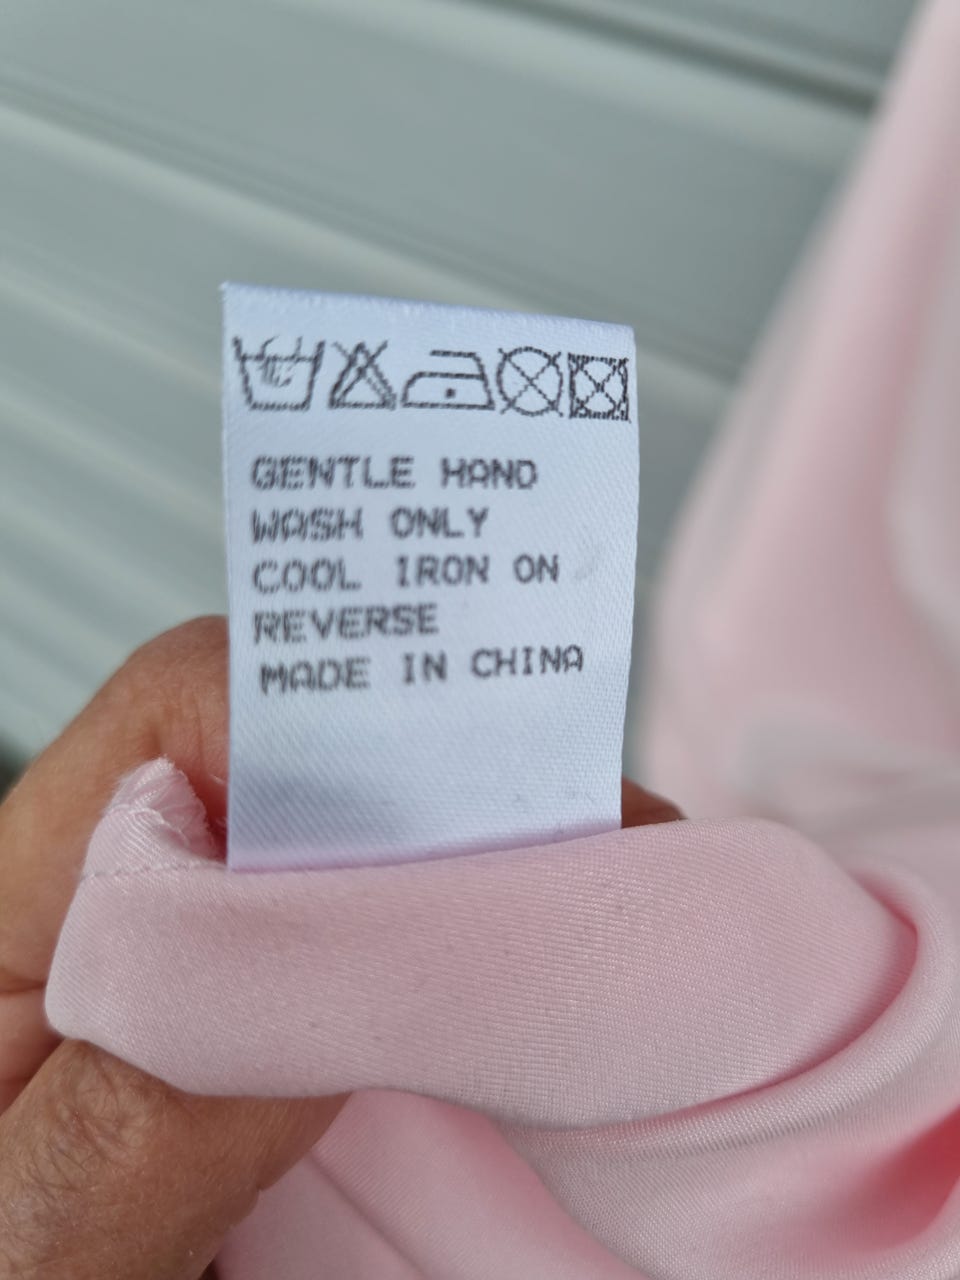 GENTLE HAND
WASH ONLY
COOL IRON ON
REVERSE
MADE IN CHINA